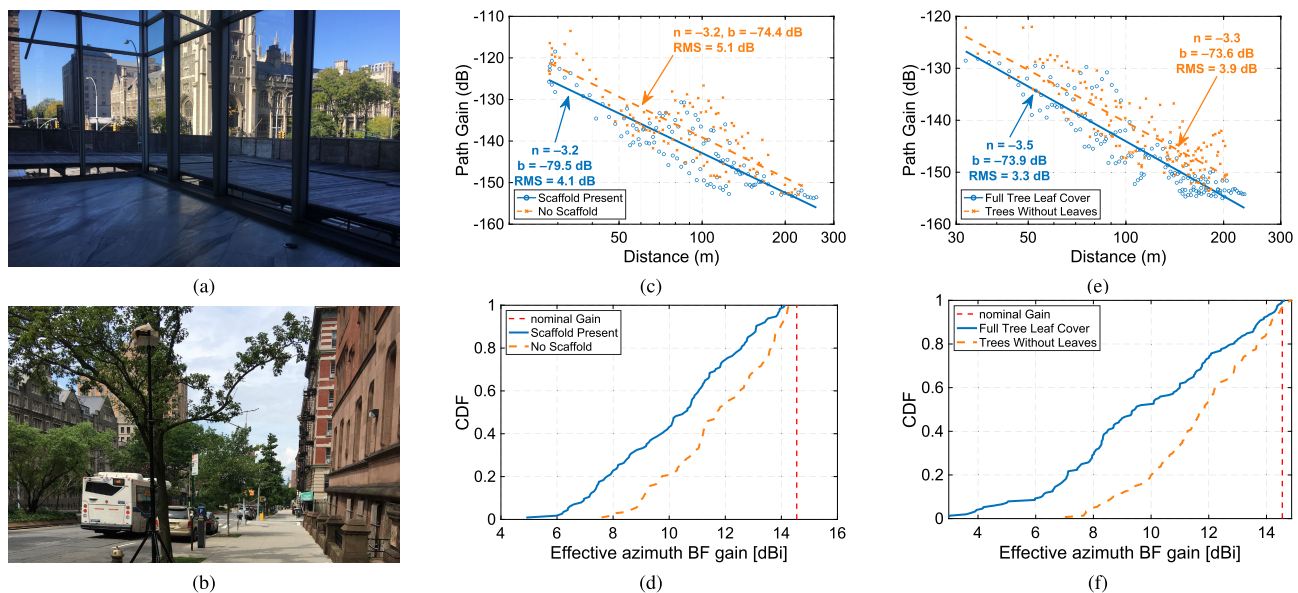 (a)
(b)
-110
-120
-130
-140
-150
-160
Path Gain (dB)
n = –3.2, b = –74.4 dB
RMS = 5.1 dB
n = –3.2
b = –79.5 dB
RMS = 4.1 dB
Scaffold Present
No Scaffold
50
100
200
300
Distance (m)
(c)
1
0.8
0.6
0.4
0.2
0
CDF
nominal Gain
Scaffold Present
No Scaffold
6
8
10
12
14
16
Effective azimuth BF gain [dBi]
(d)
-120
-130
-140
-150
-160
Path Gain (dB)
n = –3.3
b = –73.6 dB
RMS = 3.9 dB
n = –3.5
b = –73.9 dB
RMS = 3.3 dB
Full Tree Leaf Cover
Trees Without Leaves
30
50
100
200
300
Distance (m)
(e)
1
0.8
0.6
0.4
0.2
0
CDF
nominal Gain
Full Tree Leaf Cover
Trees Without Leaves
4
6
8
10
12
14
Effective azimuth BF gain [dBi]
(f)